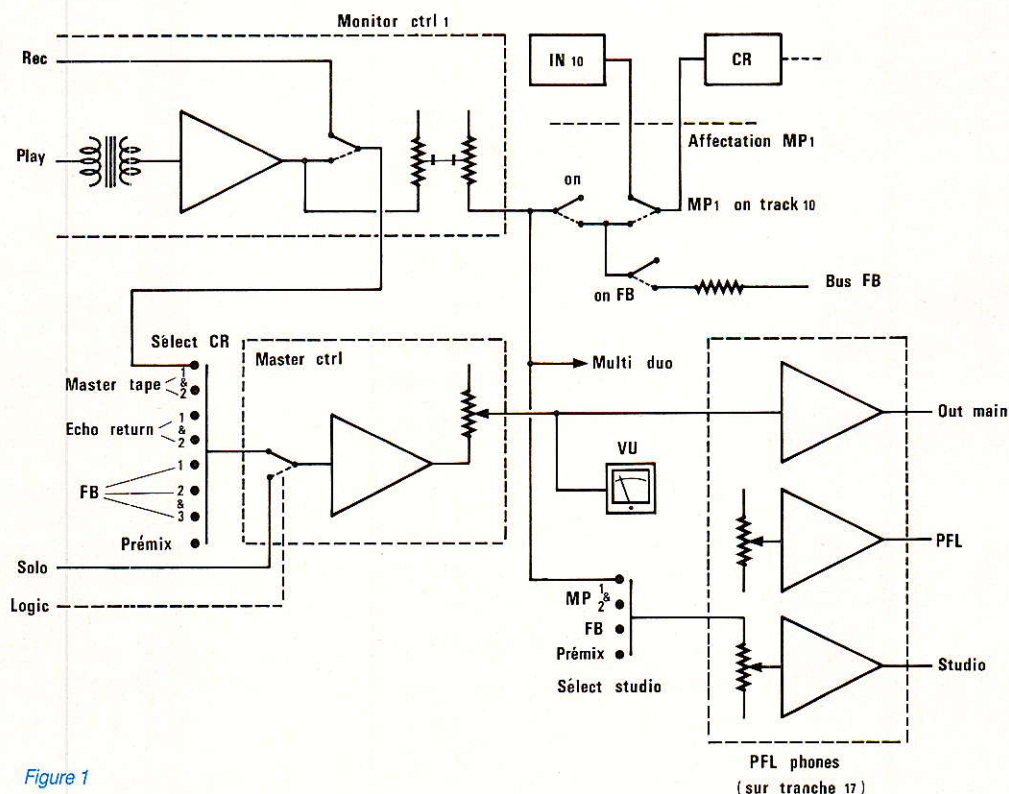 Monitor ctrl 1
Rec
Play
IN 10
CR
Affectation MP1
on
MP1 on track 10
on FB
Bus FB
Sélect CR
Master tape 1 & 2
Echo return 1 & 2
FB 1
2 & 3
Prémix
Solo
Logic
Master ctrl
Multi duo
VU
Out main
PFL
Studio
MP 1 & 2
FB
Prémix
Sélect studio
PFL phones
(sur tranche 17)
Figure 1